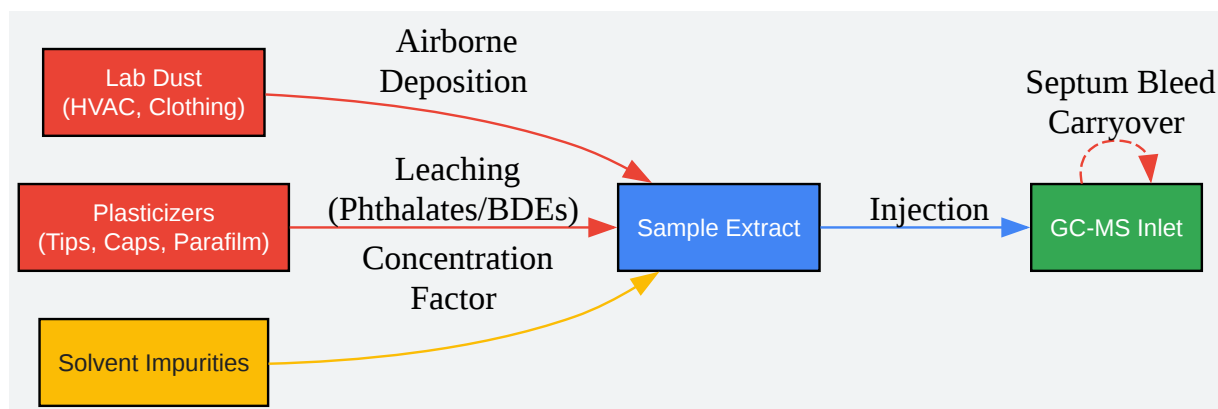 Lab Dust
(HVAC, Clothing)
Airborne
Deposition
Plasticizers
(Tips, Caps, Parafilm)
Leaching
(Phthalates/BDEs)
Solvent Impurities
Concentration
Factor
Sample Extract
Injection
Septum Bleed
Carryover
GC-MS Inlet